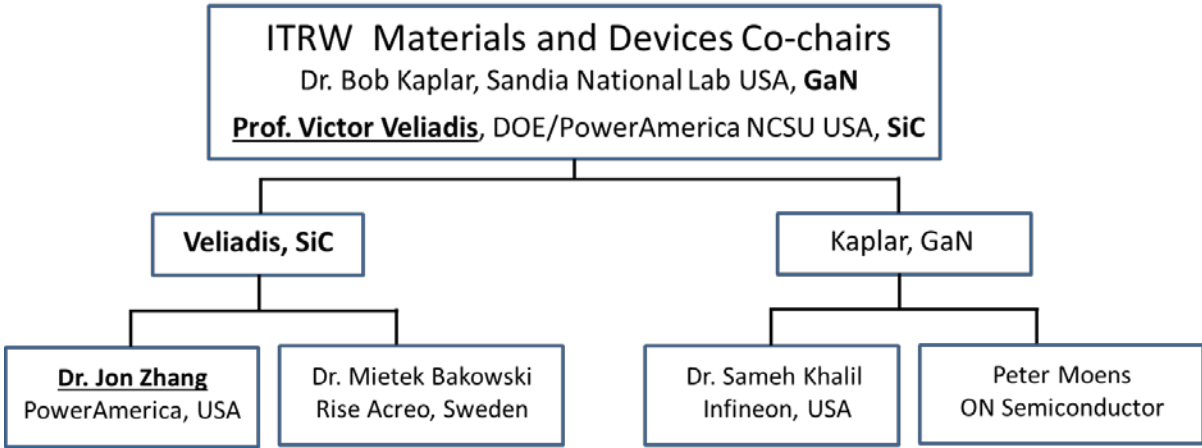 ITRW Materials and Devices Co-chairs
Dr. Bob Kaplar, Sandia National Lab USA, GaN
Prof. Victor Veliadis, DOE/PowerAmerica NCSU USA, SiC
Veliadis, SiC
Kaplar, GaN
Dr. Jon Zhang
PowerAmerica, USA
Dr. Mietek Bakowski
Rise Acreo, Sweden
Dr. Sameh Khalil
Infineon, USA
Peter Moens
ON Semiconductor